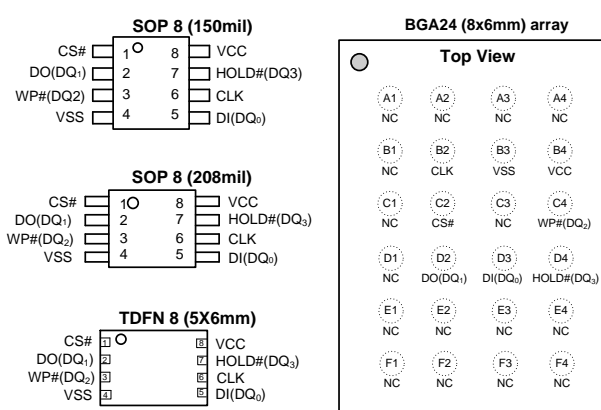 SOP 8 (150mil)
CS# 1 8 VCC
DO(DQ₁) 2 7 HOLD#(DQ3)
WP#(DQ2) 3 6 CLK
VSS 4 5 DI(DQ₀)
SOP 8 (208mil)
CS# 1 8 VCC
DO(DQ₁) 2 7 HOLD#(DQ₃)
WP#(DQ₂) 3 6 CLK
VSS 4 5 DI(DQ₀)
TDFN 8 (5X6mm)
CS# 1 8 VCC
DO(DQ₁) 2 7 HOLD#(DQ₃)
WP#(DQ₂) 3 6 CLK
VSS 4 5 DI(DQ₀)
BGA24 (8x6mm) array
Top View
A1 A2 A3 A4
NC NC NC NC
B1 B2 B3 B4
NC CLK VSS VCC
C1 C2 C3 C4
NC CS# NC WP#(DQ₂)
D1 D2 D3 D4
NC DO(DQ₁) DI(DQ₀) HOLD#(DQ₃)
E1 E2 E3 E4
NC NC NC NC
F1 F2 F3 F4
NC NC NC NC